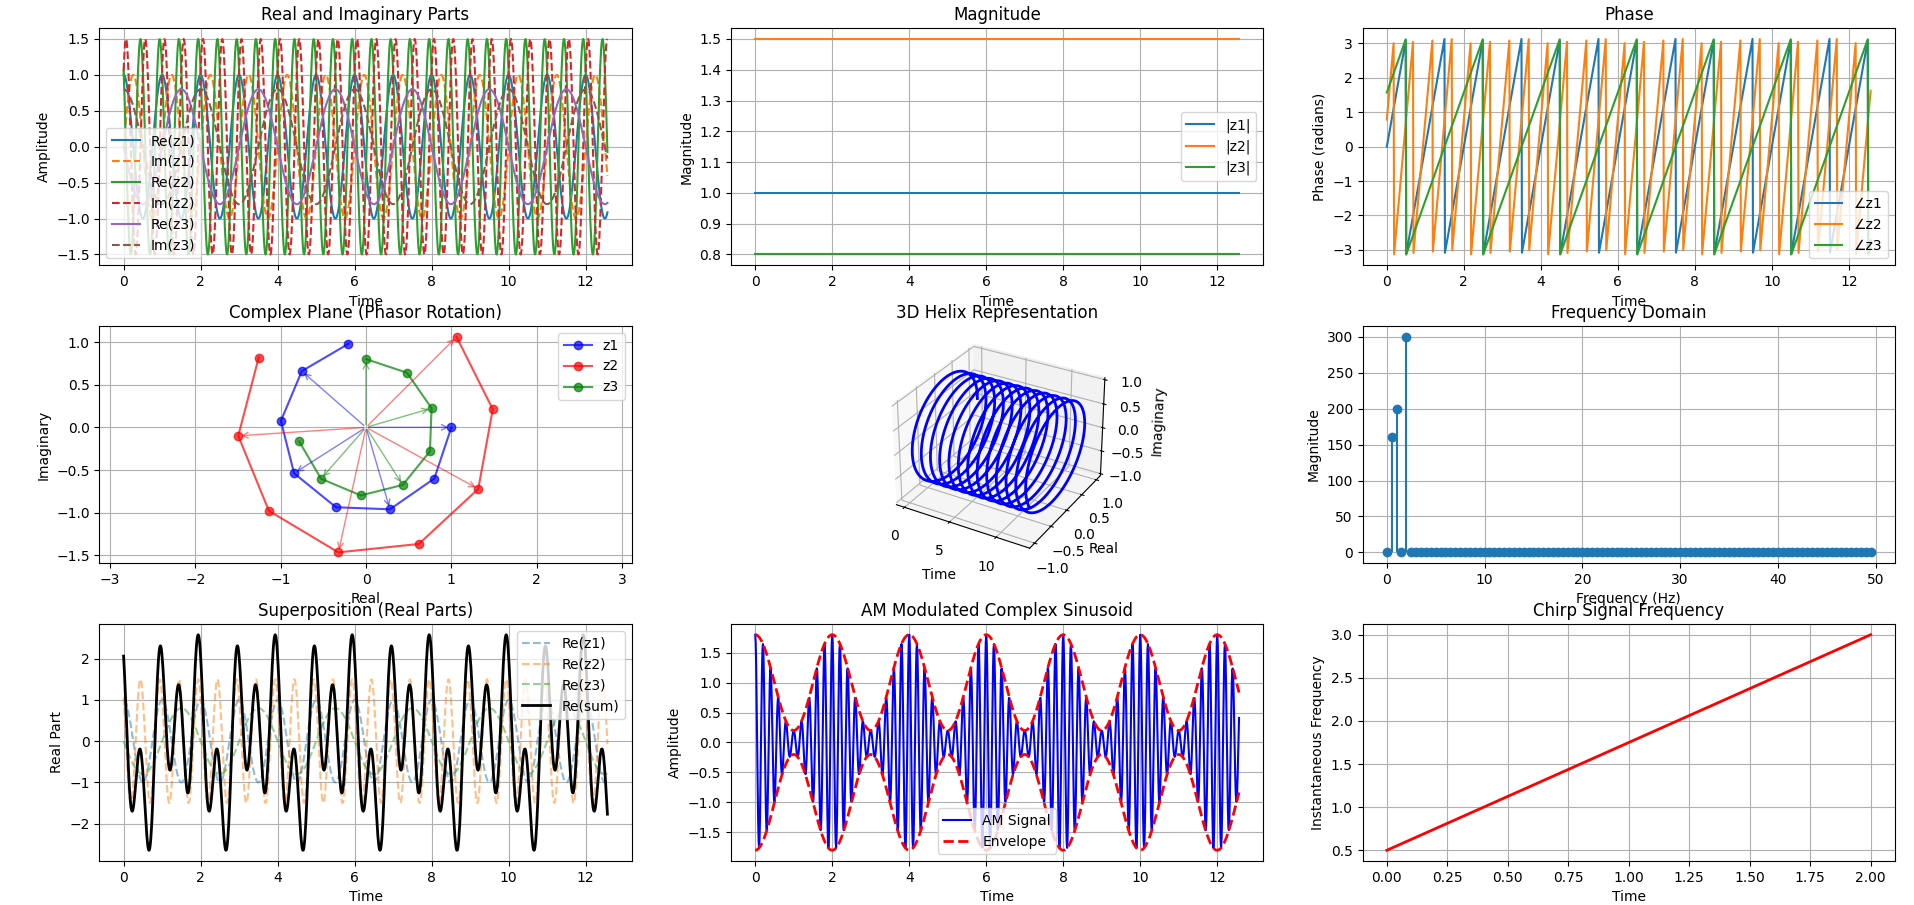 Real and Imaginary Parts
Amplitude
1.5
1.0
0.5
0.0
−0.5
−1.0
−1.5
Re(z1)
Im(z1)
Re(z2)
Im(z2)
Re(z3)
Im(z3)
0 2 4 6 8 10 12
Time
Magnitude
Magnitude
1.5
1.4
1.3
1.2
1.1
1.0
0.9
0.8
|z1|
|z2|
|z3|
0 2 4 6 8 10 12
Time
Phase
Phase (radians)
3
2
1
0
−1
−2
−3
∠z1
∠z2
∠z3
0 2 4 6 8 10 12
Time
Complex Plane (Phasor Rotation)
Imaginary
1.0
0.5
0.0
−0.5
−1.0
−1.5
z1
z2
z3
−3 −2 −1 0 1 2 3
Real
3D Helix Representation
1.0
0.5
0.0
−0.5
−1.0
Imaginary
1.0
0.5
0.0
−0.5
−1.0
Real
0 5 10
Time
Frequency Domain
Magnitude
300
250
200
150
100
50
0
0 10 20 30 40 50
Frequency (Hz)
Superposition (Real Parts)
Real Part
2
1
0
−1
−2
Re(z1)
Re(z2)
Re(z3)
Re(sum)
0 2 4 6 8 10 12
Time
AM Modulated Complex Sinusoid
Amplitude
1.5
1.0
0.5
0.0
−0.5
−1.0
−1.5
AM Signal
Envelope
0 2 4 6 8 10 12
Time
Chirp Signal Frequency
Instantaneous Frequency
3.0
2.5
2.0
1.5
1.0
0.5
0.00 0.25 0.50 0.75 1.00 1.25 1.50 1.75 2.00
Time